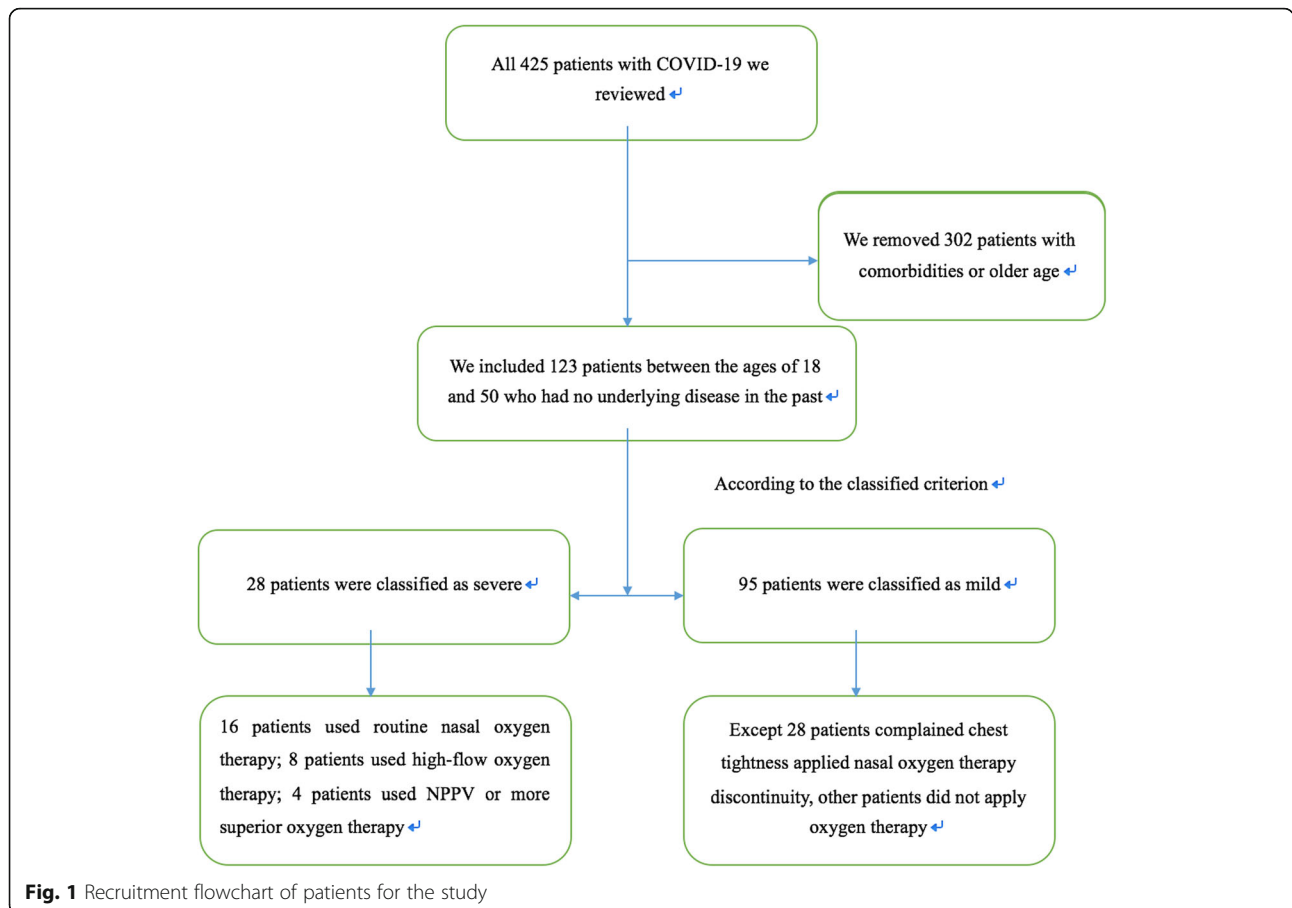 All 425 patients with COVID-19 we
reviewed ↵
We removed 302 patients with
comorbidities or older age ↵
We included 123 patients between the ages of 18
and 50 who had no underlying disease in the past ↵
According to the classified criterion ↵
28 patients were classified as severe ↵
95 patients were classified as mild ↵
16 patients used routine nasal oxygen
therapy; 8 patients used high-flow oxygen
therapy; 4 patients used NPPV or more
superior oxygen therapy ↵
Except 28 patients complained chest
tightness applied nasal oxygen therapy
discontinuity, other patients did not apply
oxygen therapy ↵
Fig. 1 Recruitment flowchart of patients for the study